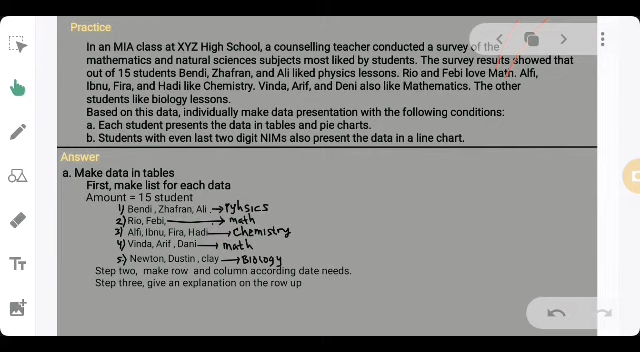 Practice
In an MIA class at XYZ High School, a counselling teacher conducted a survey of the
mathematics and natural sciences subjects most liked by students. The survey results showed that
out of 15 students Bendi, Zhafran, and Ali liked physics lessons. Rio and Febi love Math. Alfi,
Ibnu, Fira, and Hadi like Chemistry. Vinda, Arif, and Deni also like Mathematics. The other
students like biology lessons.
Based on this data, individually make data presentation with the following conditions:
a. Each student presents the data in tables and pie charts.
b. Students with even last two digit NIMs also present the data in a line chart.
Answer
a. Make data in tables
First, make list for each data
Amount = 15 student
1) Bendi, Zhafran, Ali → Pyhsics
2) Rio, Febi, → math
3) Alfi, Ibnu, Fira, Hadi → Chemistry
4) Vinda, Arif, Dani → math
5) Newton, Dustin, clay → Biology
Step two, make row and column according date needs.
Step three, give an explanation on the row up
Tт